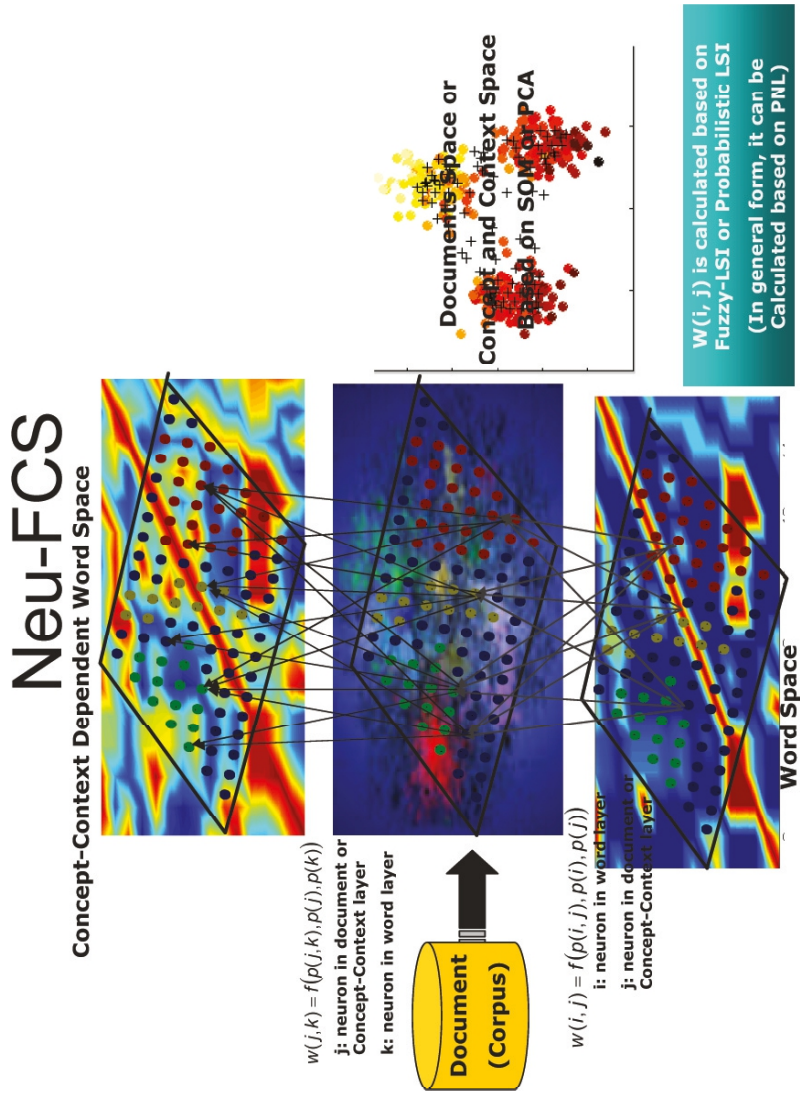 Neu-FCS
Concept-Context Dependent Word Space
w(j,k) = f(p(j,k),p(j),p(k))
j: neuron in document or
Concept-Context layer
k: neuron in word layer
Document
(Corpus)
Documents Space or
Concept and Context Space
Based on SOM or PCA
w(i,j) = f(p(i,j),p(i),p(j))
i: neuron in word layer
j: neuron in document or
Concept-Context layer
Word Space
W(i, j) is calculated based on
Fuzzy-LSI or Probabilistic LSI
(In general form, it can be
Calculated based on PNL)